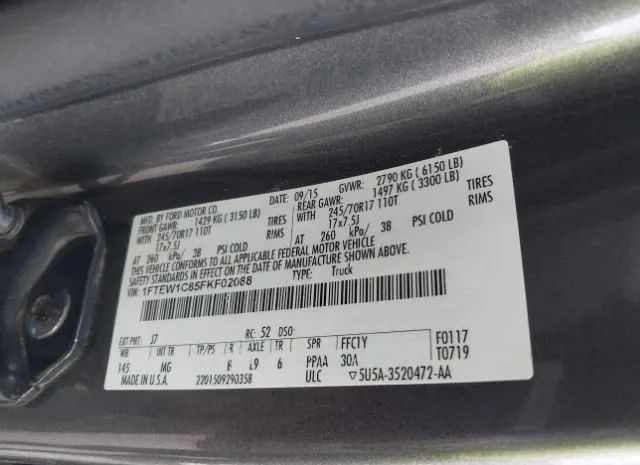 MFD. BY FORD MOTOR CO.
DATE: 09/15 GVWR: 2790 KG ( 6150 LB)
FRONT GAWR: 1429 KG ( 3150 LB)
REAR GAWR: 1497 KG ( 3300 LB)
WITH 245/70R17 110T TIRES
WITH 245/70R17 110T TIRES
17x7.5J RIMS
17x7.5J RIMS
AT 260 kPa/ 38 PSI COLD
AT 260 kPa/ 38 PSI COLD
THIS VEHICLE CONFORMS TO ALL APPLICABLE FEDERAL MOTOR VEHICLE
SAFETY STANDARDS IN EFFECT ON THE DATE OF MANUFACTURE SHOWN ABOVE.
VIN: 1FTEW1C85FKF02088
TYPE: Truck
EXT PNT: J7 RC: 52 DSO:
WB INT TR TP/PS R AXLE TR SPR FFCTY F0117
145 MG 8 L9 6 PPAA 30A T0719
MADE IN U.S.A. 2201509290358 ULC ▽5U5A-3520472-AA